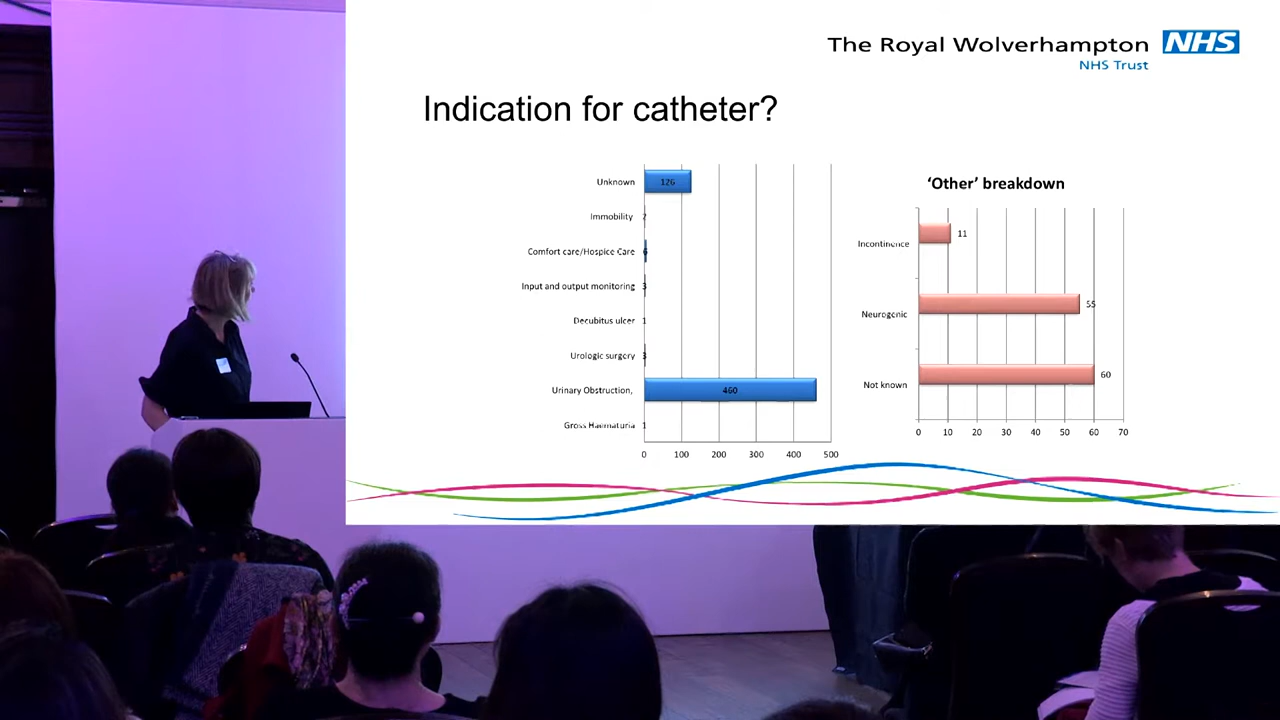 The Royal Wolverhampton NHS
NHS Trust
Indication for catheter?
Unknown
126
Immobility
Comfort care/Hospice Care
6
Input and output monitoring
3
Decubitus ulcer
1
Urologic surgery
3
Urinary Obstruction,
460
Gross Haematuria
1
0 100 200 300 400 500
‘Other’ breakdown
Incontinence
11
Neurogenic
55
Not known
60
0 10 20 30 40 50 60 70